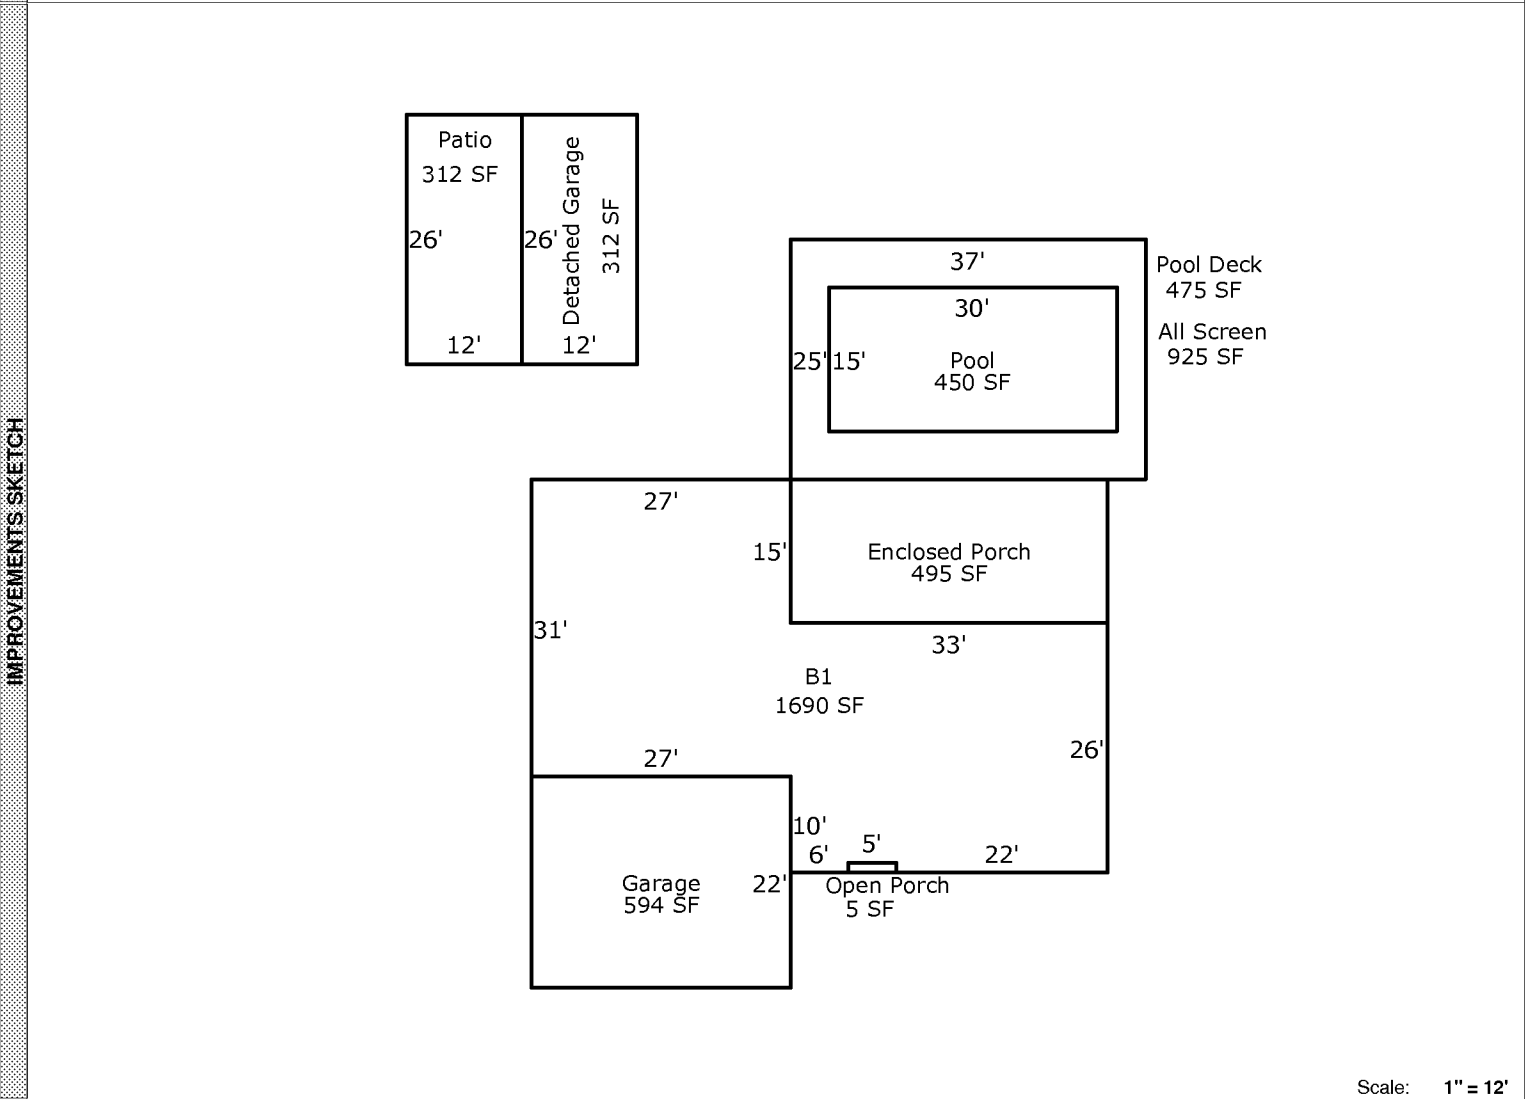 IMPROVEMENTS SKETCH
Patio
312 SF
26'
12'
Detached Garage
312 SF
26'
12'
37'
Pool Deck
475 SF
All Screen
925 SF
30'
25'
15'
Pool
450 SF
27'
15'
Enclosed Porch
495 SF
31'
33'
B1
1690 SF
27'
26'
10'
6'
5'
22'
Garage
594 SF
22'
Open Porch
5 SF
Scale: 1" = 12'